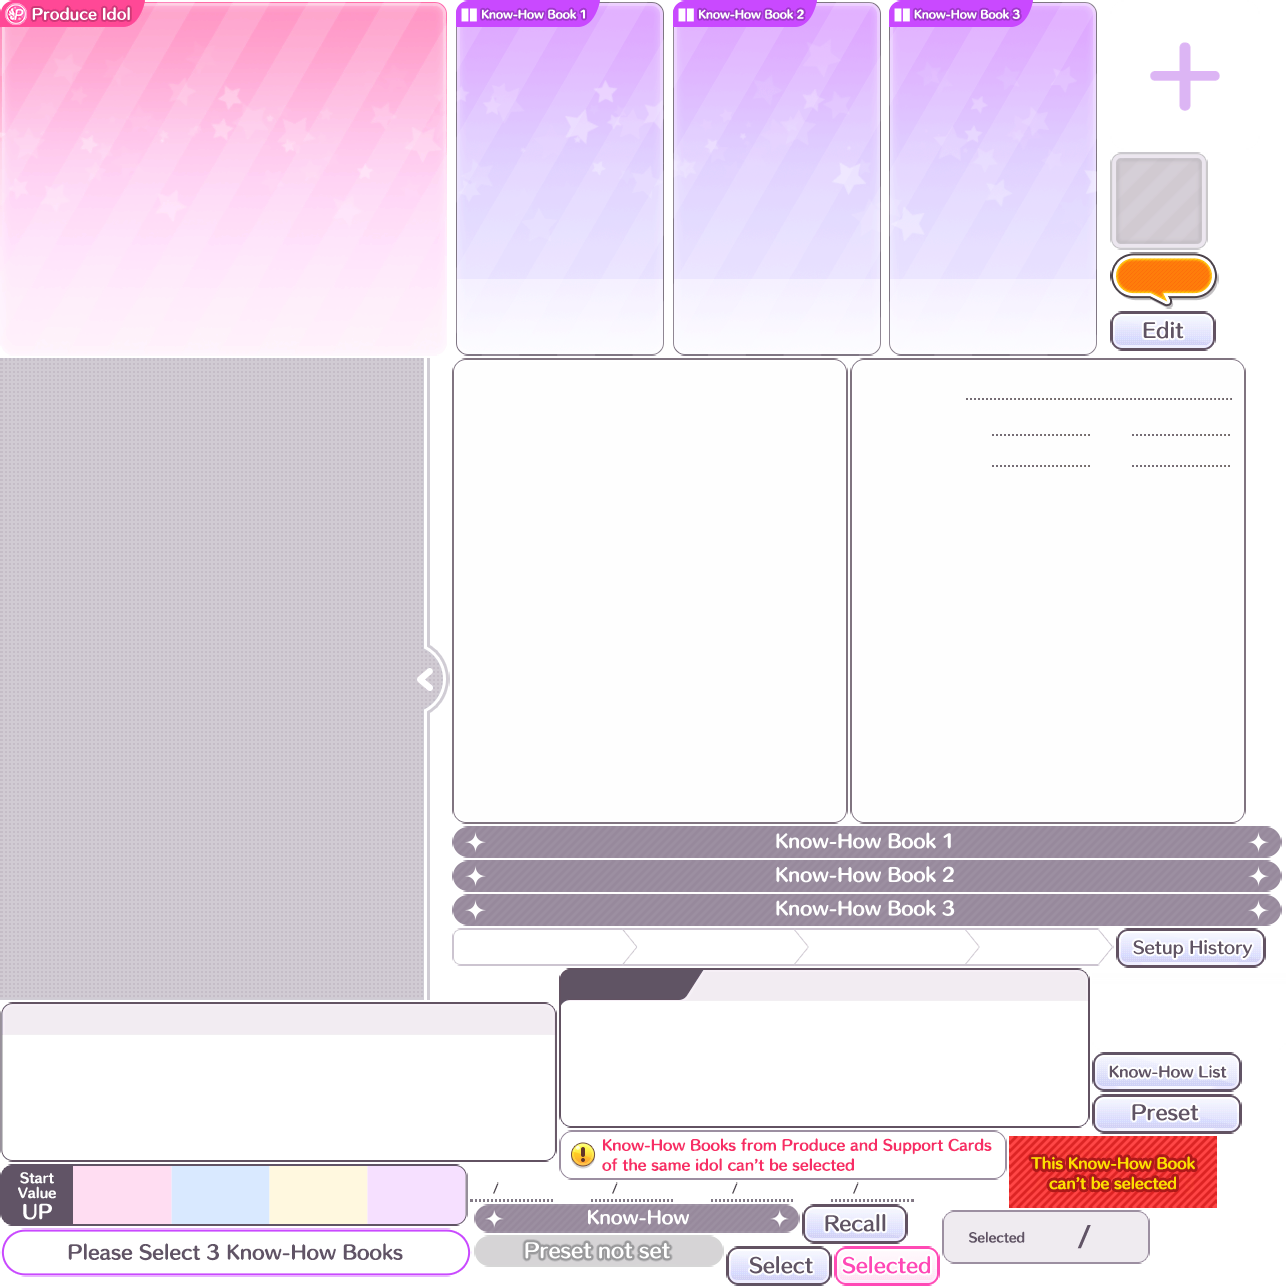 Produce Idol
Know-How Book 1
Know-How Book 2
Know-How Book 3
Edit
Know-How Book 1
Know-How Book 2
Know-How Book 3
Setup History
Know-How List
Preset
Know-How Books from Produce and Support Cards
of the same idol can't be selected
This Know-How Book
can't be selected
Start
Value
UP
/ / / /
Know-How
Recall
Selected /
Please Select 3 Know-How Books
Preset not set
Select
Selected